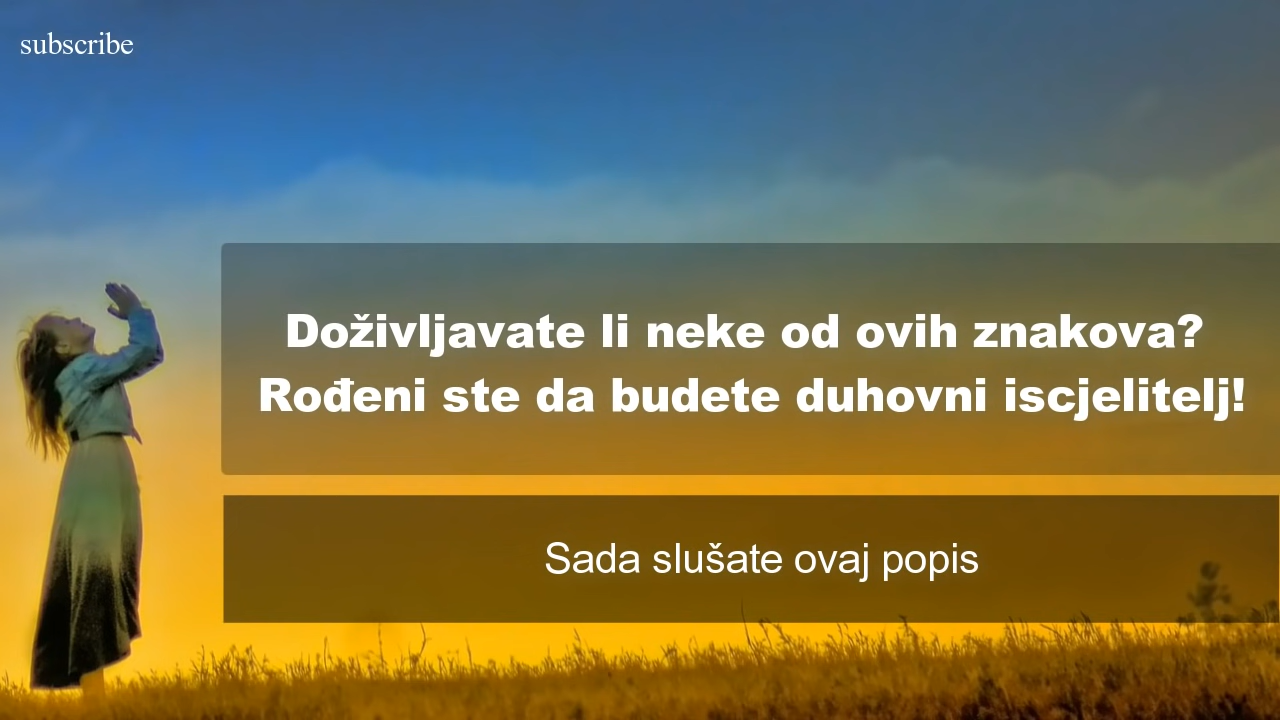 subscribe
Doživljavate li neke od ovih znakova?
Rođeni ste da budete duhovni iscjelitelj!
Sada slušate ovaj popis